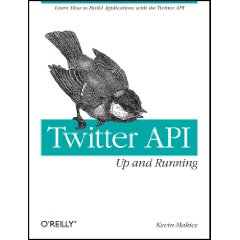 Learn How to Build Applications with the Twitter API
Twitter API
Up and Running
O'REILLY®
Kevin Makice